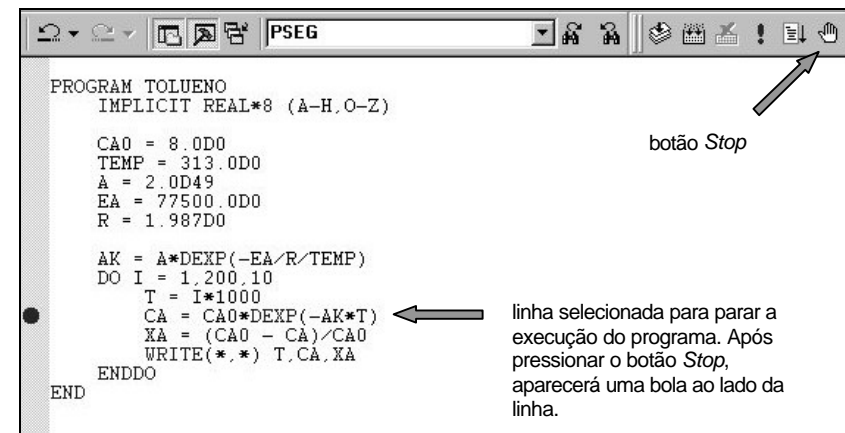 PSEG
PROGRAM TOLUENO
IMPLICIT REAL*8 (A-H,O-Z)
CA0 = 8.0D0
TEMP = 313.0D0
A = 2.0D49
EA = 77500.0D0
R = 1.987D0
AK = A*DEXP(-EA/R/TEMP)
DO I = 1,200,10
T = I*1000
CA = CA0*DEXP(-AK*T)
XA = (CA0 - CA)/CA0
WRITE(*,*) T,CA,XA
ENDDO
END
botão Stop
linha selecionada para parar a
execução do programa. Após
pressionar o botão Stop,
aparecerá uma bola ao lado da
linha.